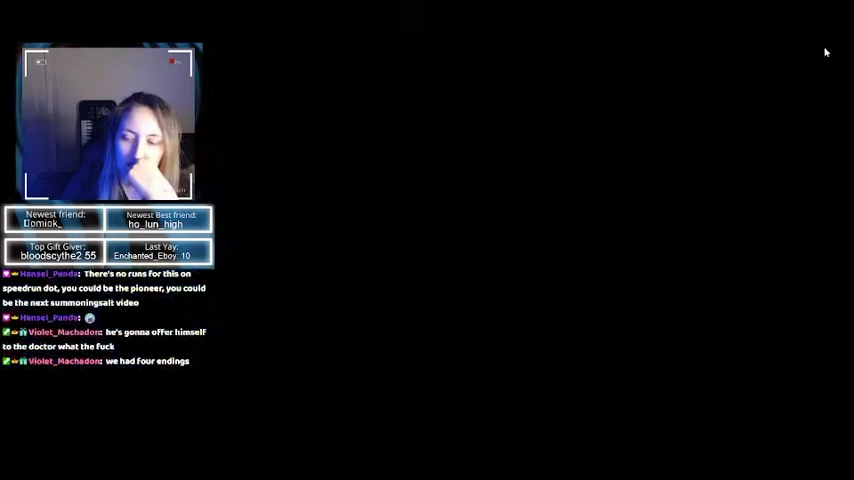 Newest friend:
Domiok_
Newest Best friend:
ho_lun_high
Top Gift Giver:
bloodscythe2 55
Last Yay:
Enchanted_Eboy: 10
Hansel_Panda: There's no runs for this on
speedrun dot, you could be the pioneer, you could
be the next summoningsalt video
Hansel_Panda:
Violet_Machadon: he's gonna offer himself
to the doctor what the fuck
Violet_Machadon: we had four endings